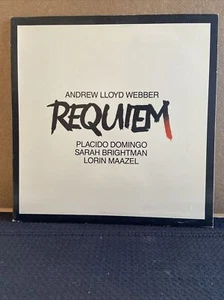 ANDREW LLOYD WEBBER
REQUIEM
PLACIDO DOMINGO
SARAH BRIGHTMAN
LORIN MAAZEL